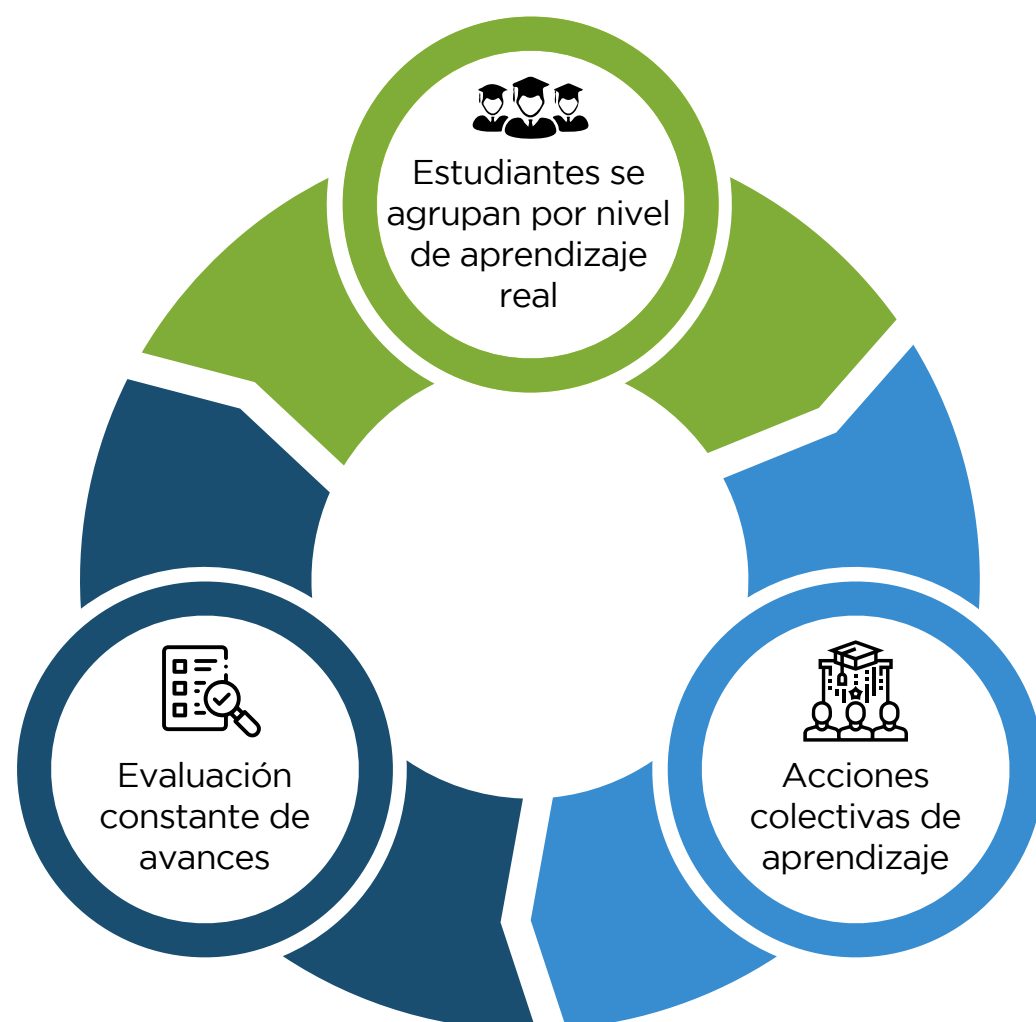 Estudiantes se
agrupan por nivel
de aprendizaje
real
Evaluación
constante de
avances
Acciones
colectivas de
aprendizaje